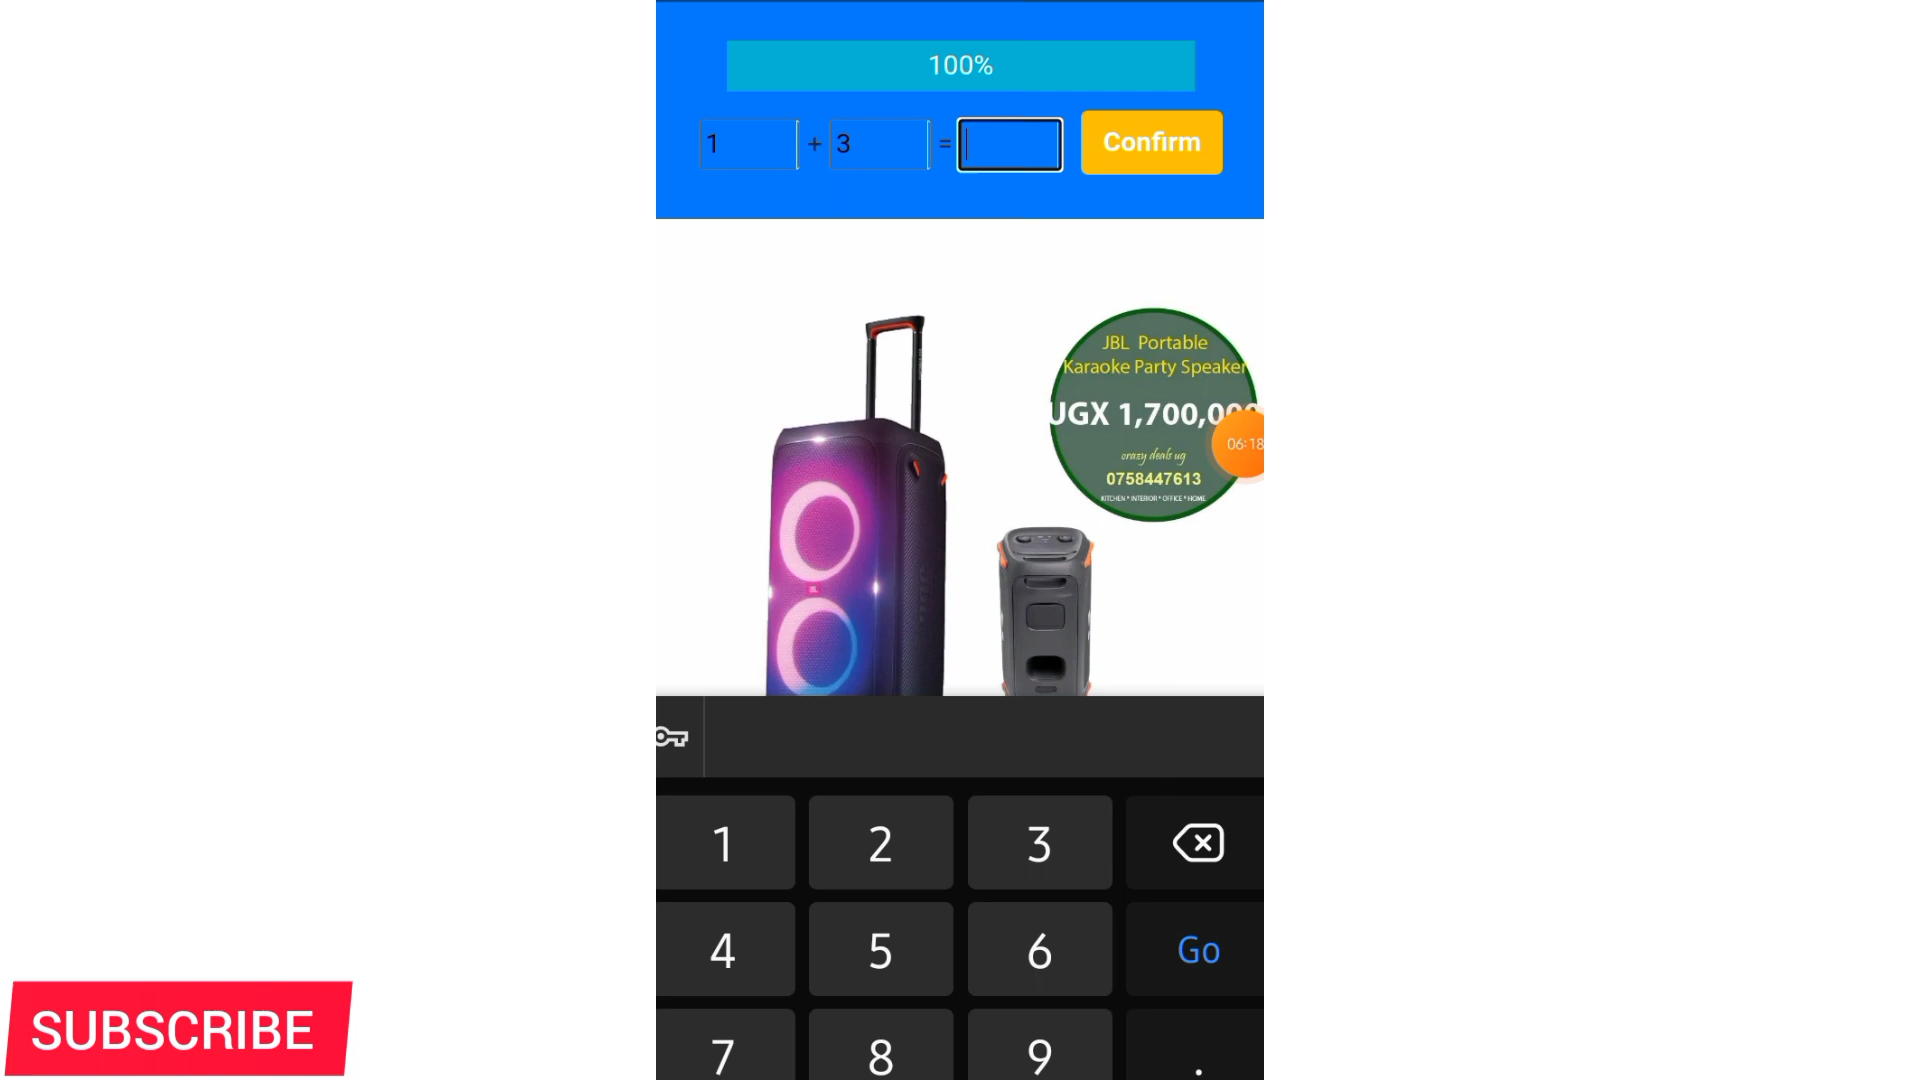 100%
1 + 3 = Confirm
JBL Portable
Karaoke Party Speaker
UGX 1,700,000
06:18
crazy deals ug
0758447613
KITCHEN * INTERIOR * OFFICE * HOME
1 2 3
4 5 6 Go
7 8 9 .
SUBSCRIBE